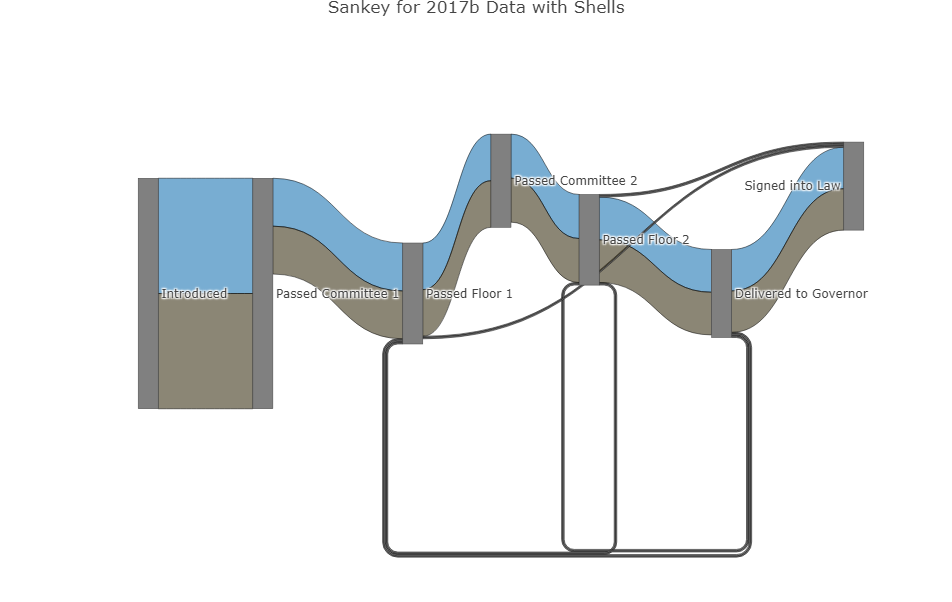 Sankey for 2017b Data with Shells
Introduced
Passed Committee 1
Passed Floor 1
Passed Committee 2
Passed Floor 2
Delivered to Governor
Signed into Law